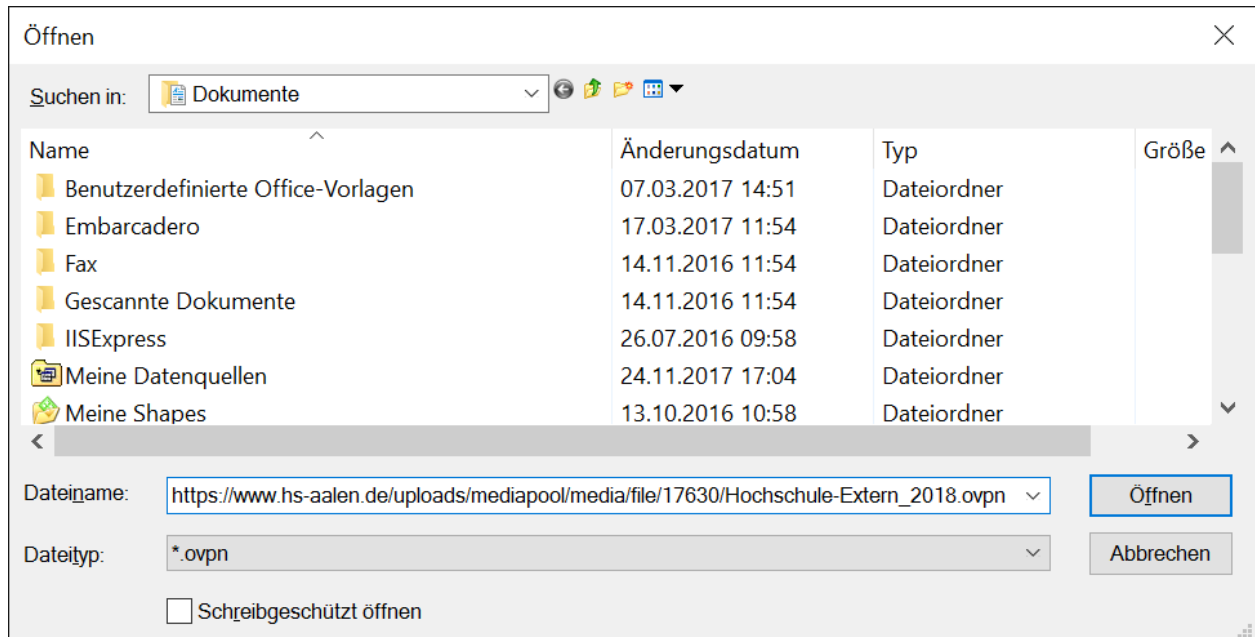 Öffnen
Suchen in: Dokumente
Name Änderungsdatum Typ Größe
Benutzerdefinierte Office-Vorlagen 07.03.2017 14:51 Dateiordner
Embarcadero 17.03.2017 11:54 Dateiordner
Fax 14.11.2016 11:54 Dateiordner
Gescannte Dokumente 14.11.2016 11:54 Dateiordner
IISExpress 26.07.2016 09:58 Dateiordner
Meine Datenquellen 24.11.2017 17:04 Dateiordner
Meine Shapes 13.10.2016 10:58 Dateiordner
Dateiname: https://www.hs-aalen.de/uploads/mediapool/media/file/17630/Hochschule-Extern_2018.ovpn Öffnen
Dateityp: *.ovpn Abbrechen
Schreibgeschützt öffnen